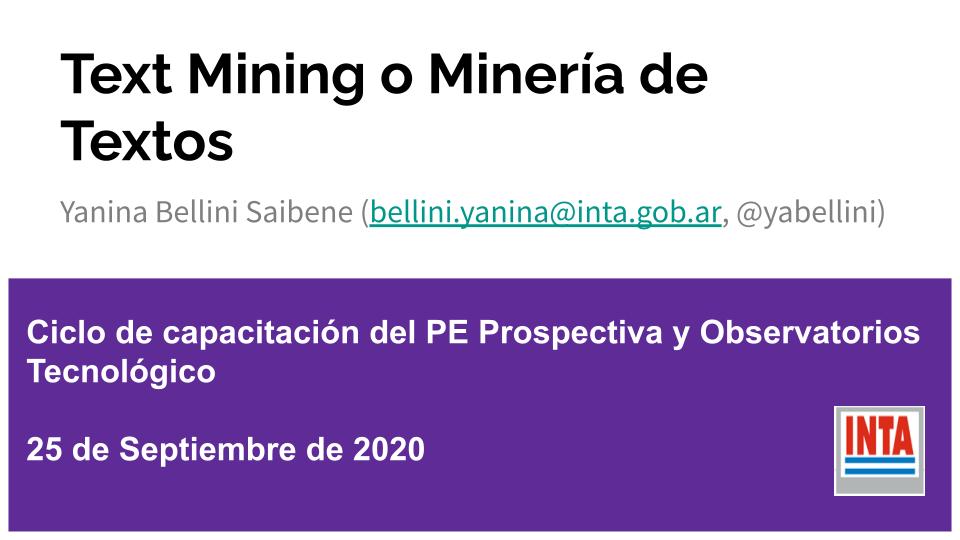 Text Mining o Minería de
Textos
Yanina Bellini Saibene (bellini.yanina@inta.gob.ar, @yabellini)
Ciclo de capacitación del PE Prospectiva y Observatorios
Tecnológico
25 de Septiembre de 2020
INTA